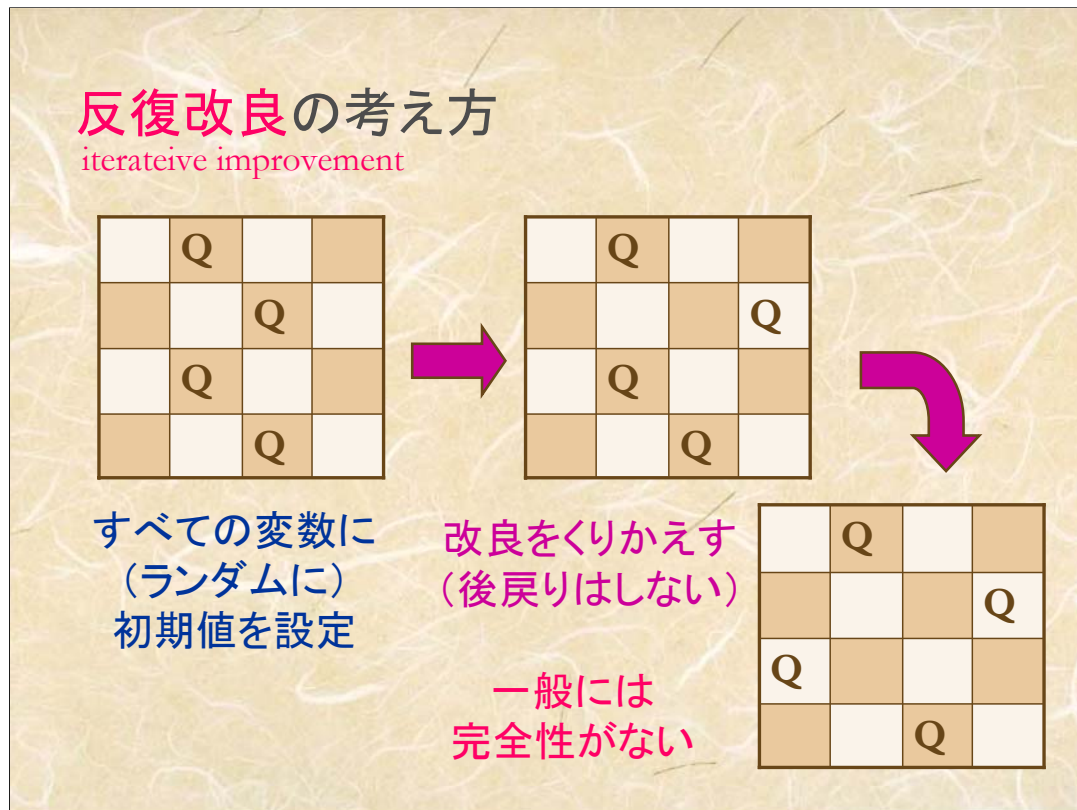 反復改良の考え方
iterateive improvement
Q
Q
Q
Q
Q
Q
Q
Q
すべての変数に
（ランダムに）
初期値を設定
改良をくりかえす
（後戻りはしない）
一般には
完全性がない
Q
Q
Q
Q